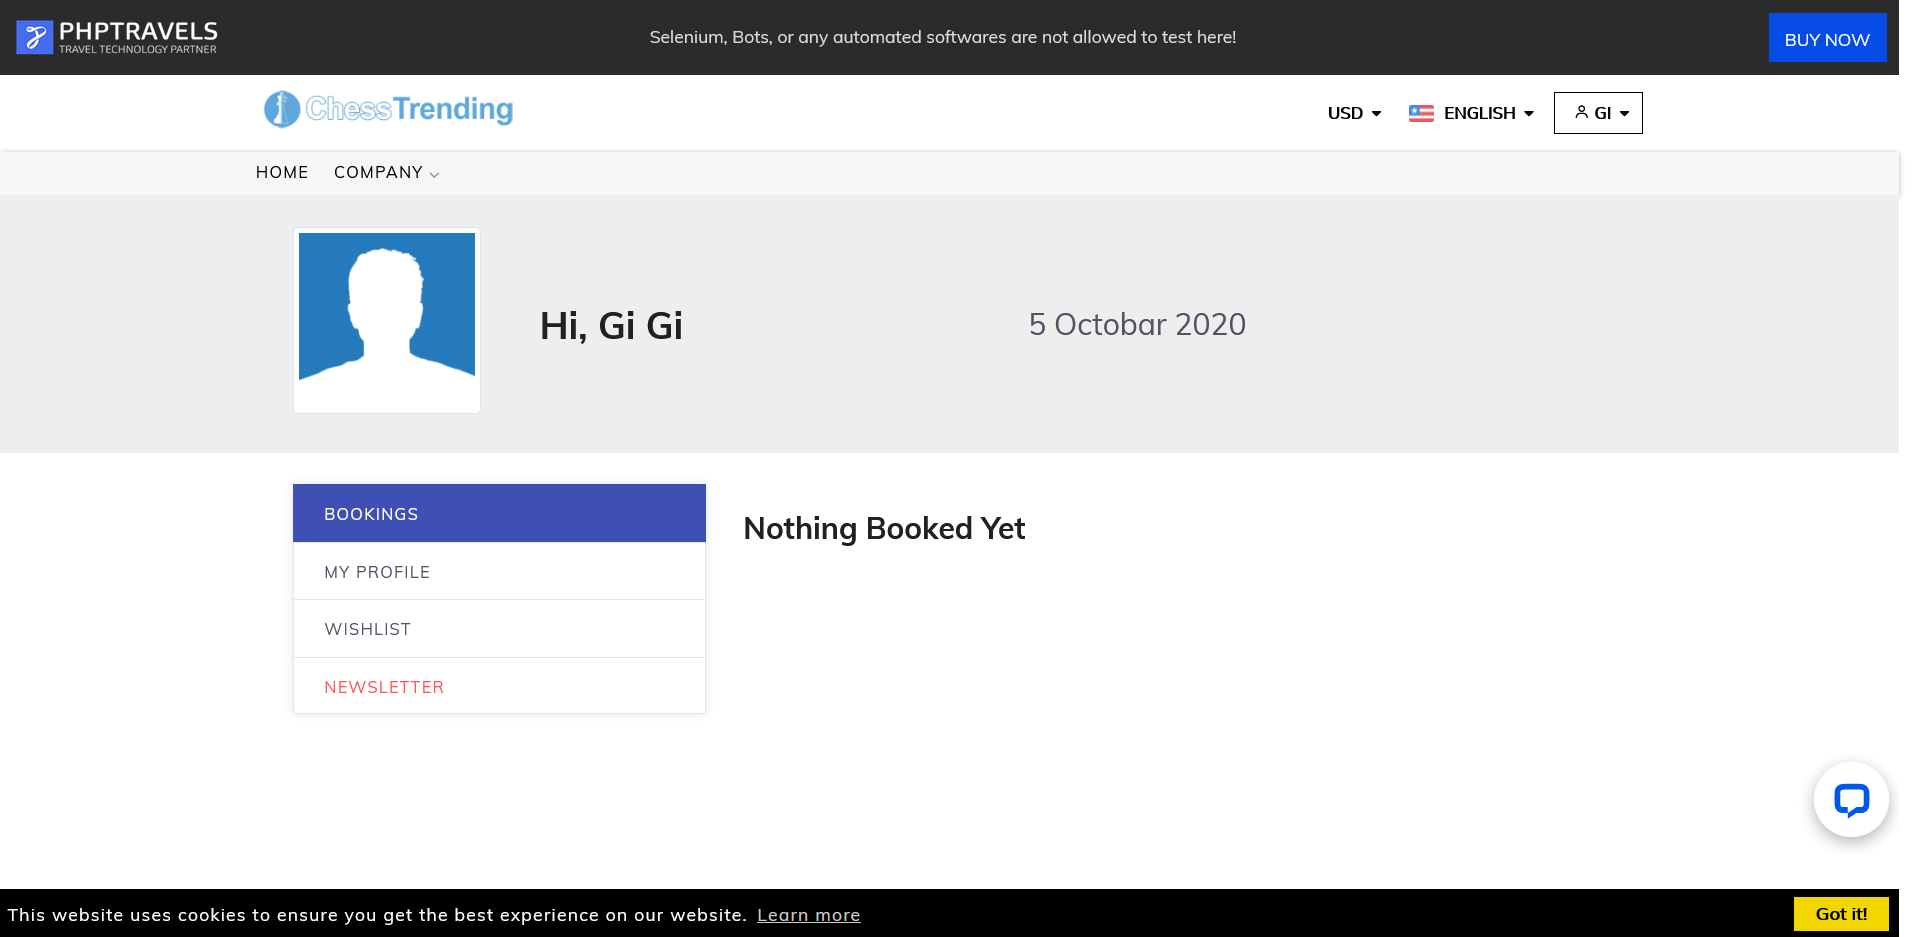 PHPTRAVELS
TRAVEL TECHNOLOGY PARTNER
Selenium, Bots, or any automated softwares are not allowed to test here!
BUY NOW
ChessTrending
USD
ENGLISH
GI
HOME
COMPANY
Hi, Gi Gi
5 Octobar 2020
BOOKINGS
MY PROFILE
WISHLIST
NEWSLETTER
Nothing Booked Yet
This website uses cookies to ensure you get the best experience on our website. Learn more
Got it!